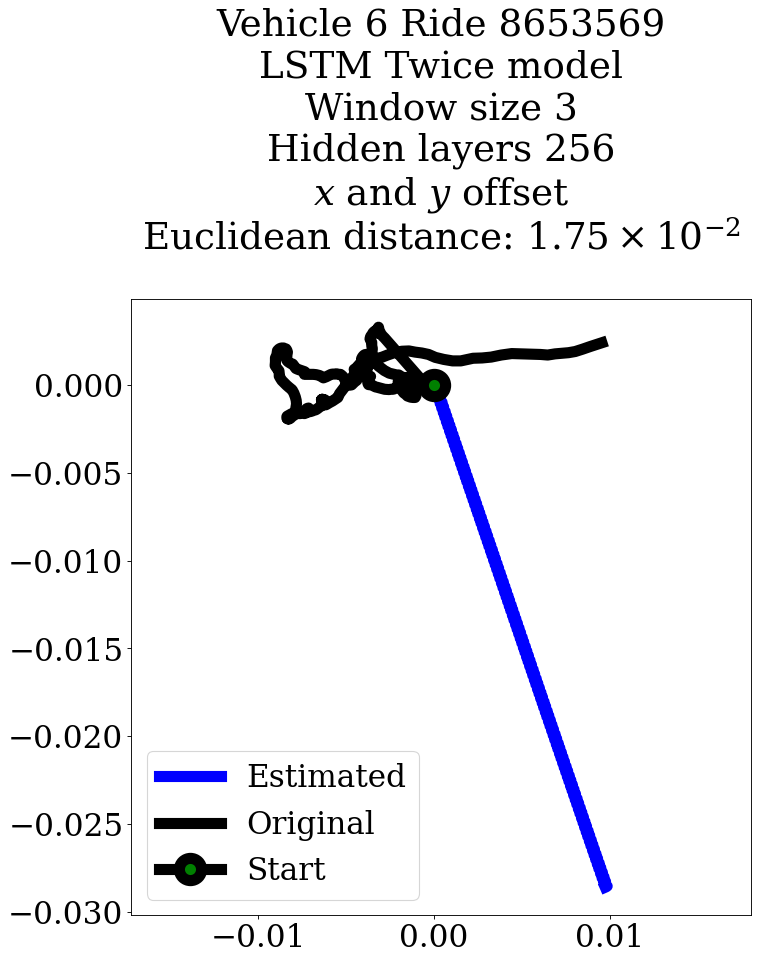 Vehicle 6 Ride 8653569
LSTM Twice model
Window size 3
Hidden layers 256
x and y offset
Euclidean distance: 1.75 × 10⁻²
0.000
−0.005
−0.010
−0.015
−0.020
−0.025
−0.030
Estimated
Original
Start
−0.01
0.00
0.01